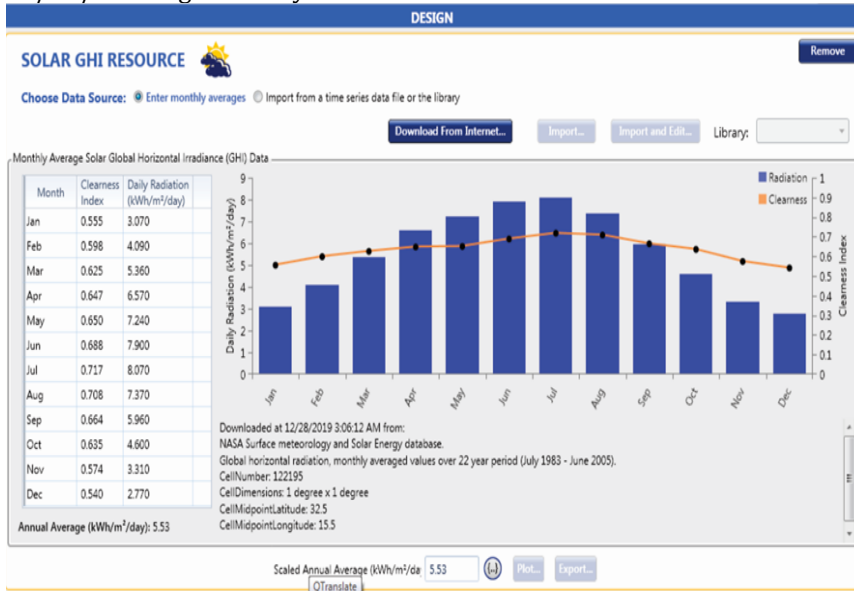 DESIGN
SOLAR GHI RESOURCE
Remove
Choose Data Source: Enter monthly averages Import from a time series data file or the library
Download From Internet... Import... Import and Edit... Library:
Monthly Average Solar Global Horizontal Irradiance (GHI) Data
Month Clearness Index Daily Radiation (kWh/m²/day)
Jan 0.555 3.070
Feb 0.598 4.090
Mar 0.625 5.360
Apr 0.647 6.570
May 0.650 7.240
Jun 0.688 7.900
Jul 0.717 8.070
Aug 0.708 7.370
Sep 0.664 5.960
Oct 0.635 4.600
Nov 0.574 3.310
Dec 0.540 2.770
Annual Average (kWh/m²/day): 5.53
Daily Radiation (kWh/m²/day)
9
8
7
6
5
4
3
2
1
0
Jan Feb Mar Apr May Jun Jul Aug Sep Oct Nov Dec
Radiation
Clearness
1
0.9
0.8
0.7
0.6
0.5
0.4
0.3
0.2
0.1
0
Clearness Index
Downloaded at 12/28/2019 3:06:12 AM from:
NASA Surface meteorology and Solar Energy database.
Global horizontal radiation, monthly averaged values over 22 year period (July 1983 - June 2005).
CellNumber: 122195
CellDimensions: 1 degree x 1 degree
CellMidpointLatitude: 32.5
CellMidpointLongitude: 15.5
Scaled Annual Average (kWh/m²/da 5.53 {..} Plot... Export...
QTranslate